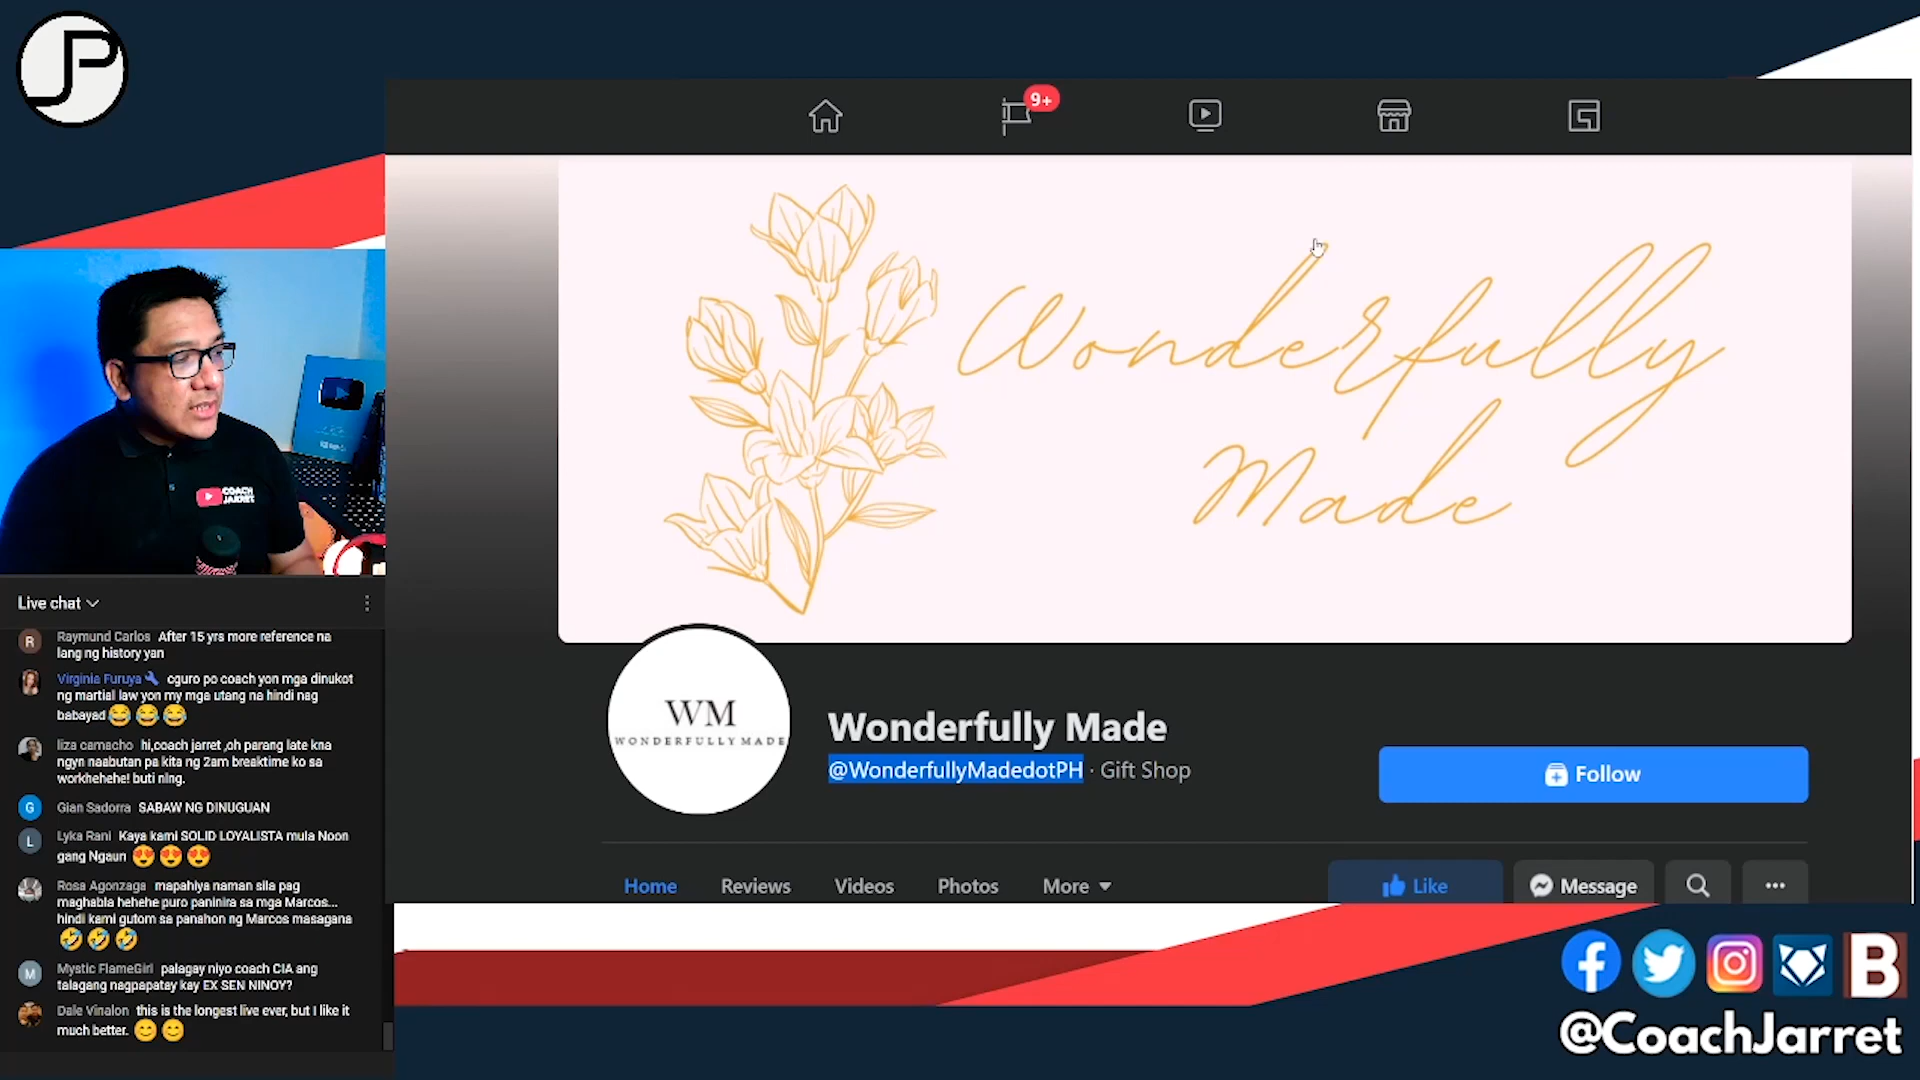 JP
9+
Wonderfully
Made
COACH
JARRET
WM
WONDERFULLY MADE
Wonderfully Made
@WonderfullyMadedotPH · Gift Shop
Follow
Home Reviews Videos Photos More
Like Message
Live chat
R Raymund Carlos After 15 yrs more reference na
lang ng history yan
Virginia Furuya cguro po coach yon mga dinukot
ng martial law yon my mga utang na hindi nag
babayad 😂 😂 😂
liza camacho hi,coach jarret ,oh parang late kna
ngyn naabutan pa kita ng 2am breaktime ko sa
workhehehe! buti ning.
G Gian Sadorra SABAW NG DINUGUAN
L Lyka Rani Kaya kami SOLID LOYALISTA mula Noon
gang Ngaun 😍 😍 😍
Rosa Agonzaga mapahiya naman sila pag
maghabla hehehe puro paninira sa mga Marcos...
hindi kami gutom sa panahon ng Marcos masagana
🤣 🤣 🤣
M Mystic FlameGirl palagay niyo coach CIA ang
talagang nagpapatay kay EX SEN NINOY?
Dale Vinalon this is the longest live ever, but I like it
much better. 😊 😊
B
@CoachJarret